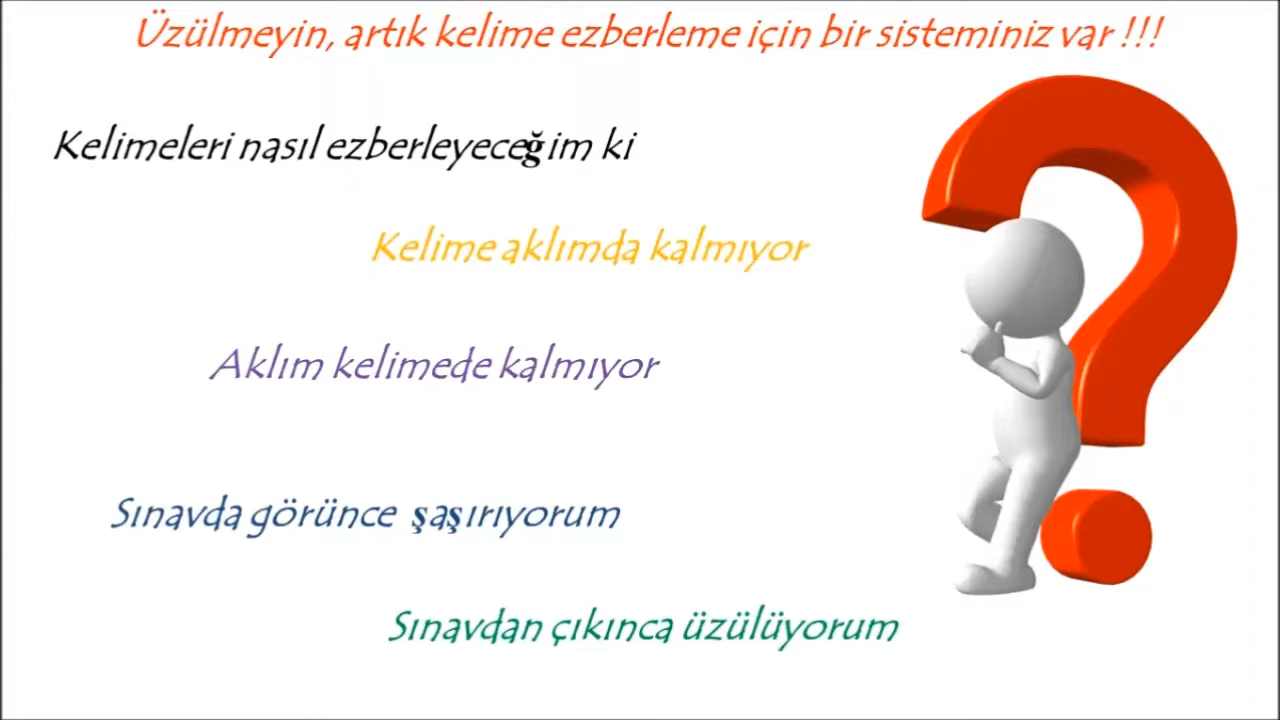 Üzülmeyin, artık kelime ezberleme için bir sisteminiz var !!!
Kelimeleri nasıl ezberleyeceğim ki
Kelime aklımda kalmıyor
Aklım kelimede kalmıyor
Sınavda görünce şaşırıyorum
Sınavdan çıkınca üzülüyorum